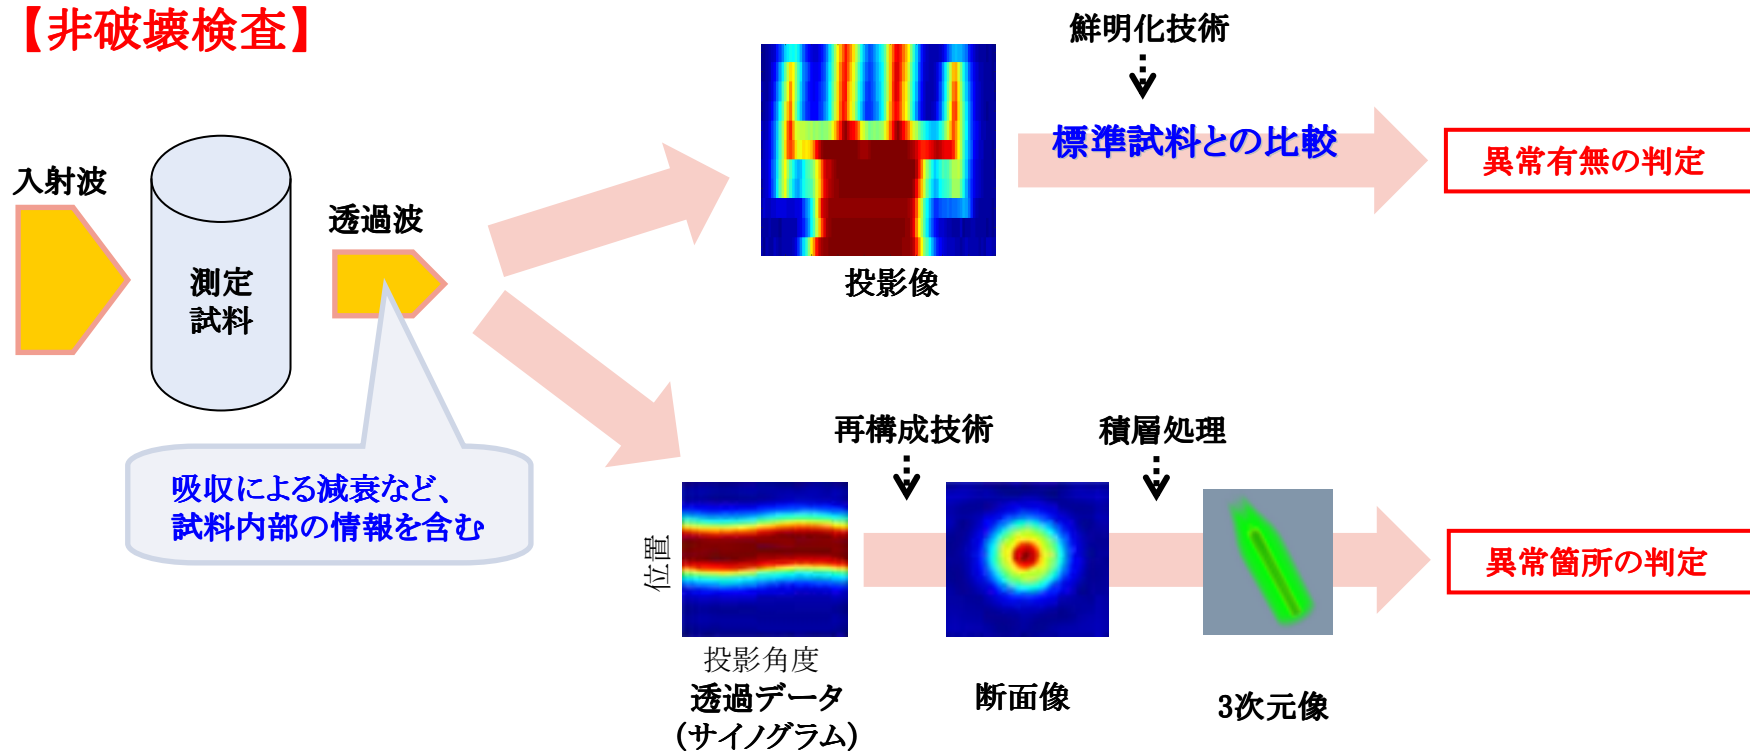 【非破壊検査】
入射波
測定
試料
透過波
吸収による減衰など、
試料内部の情報を含む
投影像
鮮明化技術
標準試料との比較
異常有無の判定
位置
投影角度
透過データ
(サイノグラム)
再構成技術
断面像
積層処理
3次元像
異常箇所の判定